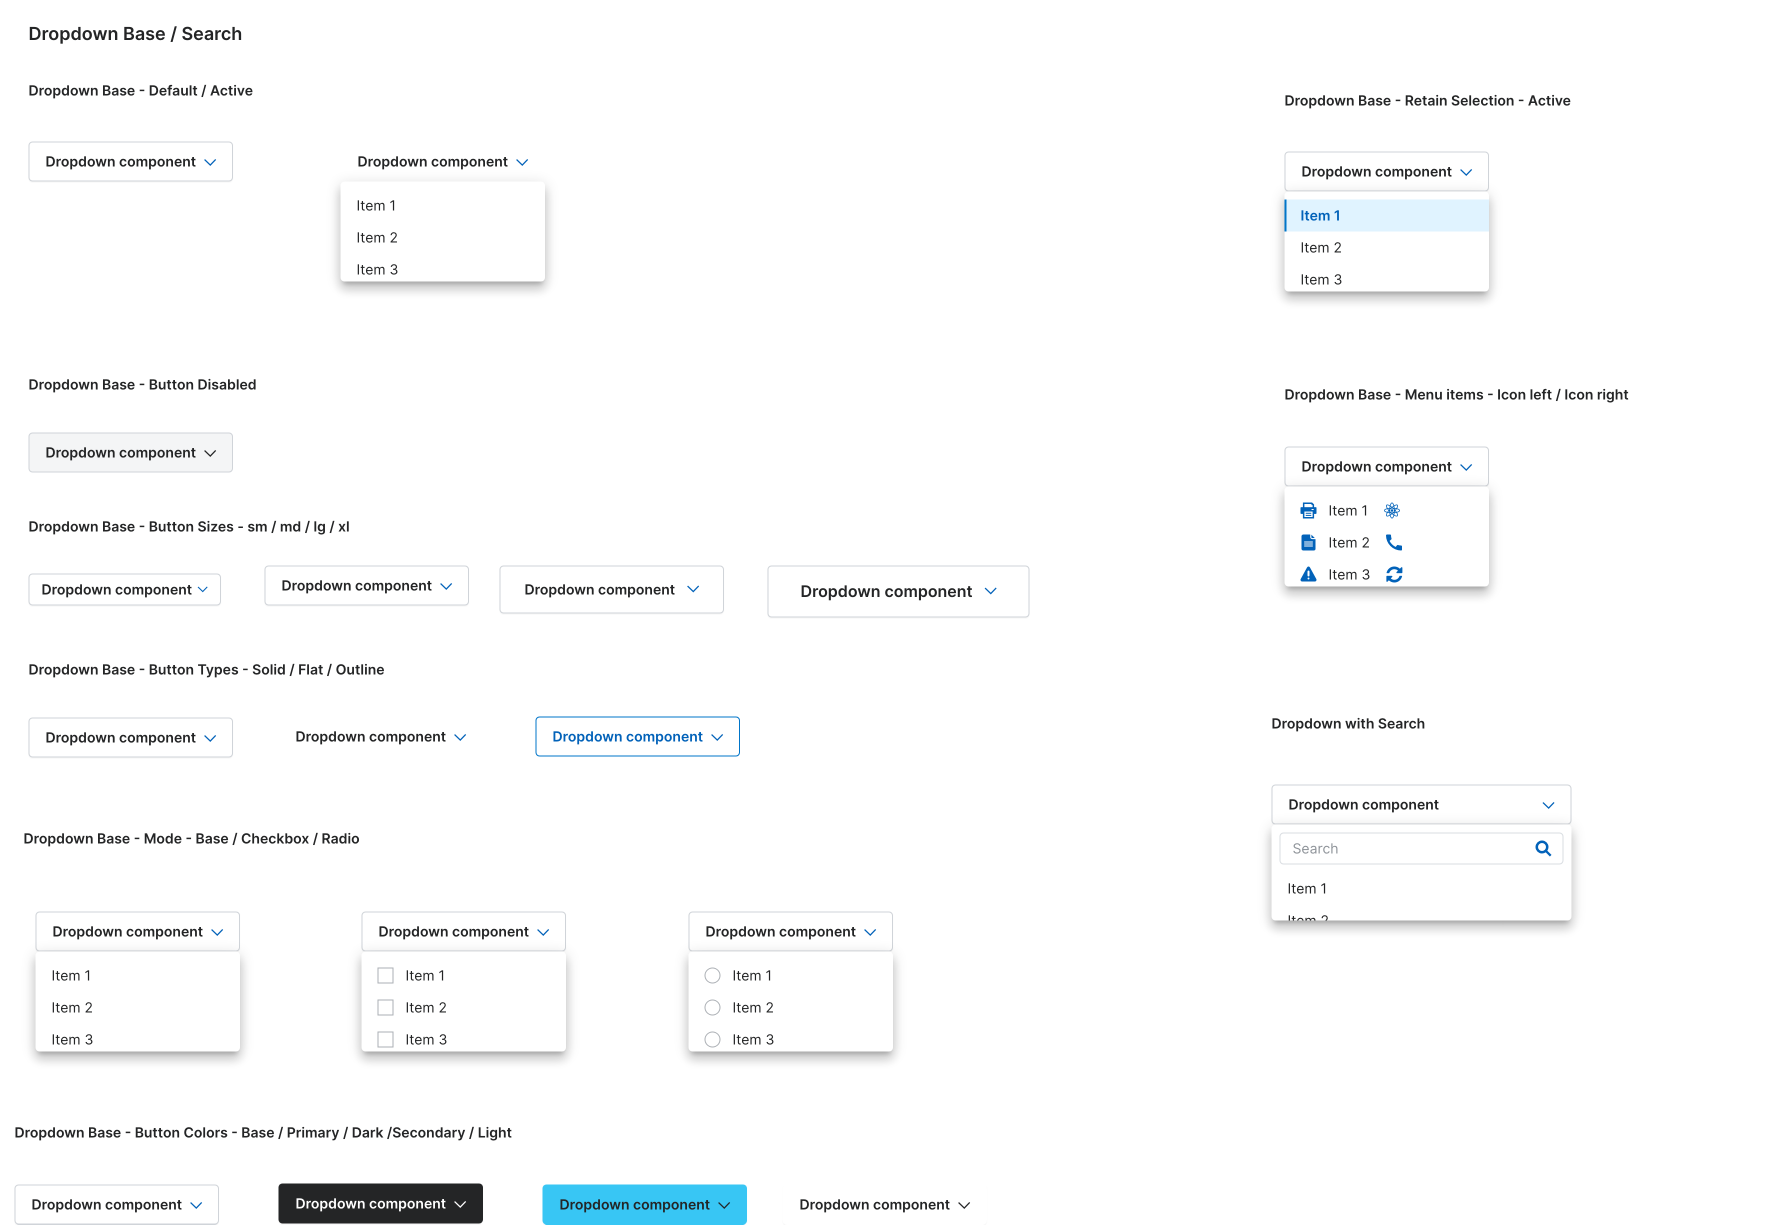 Dropdown Base / Search
Dropdown Base - Default / Active
Dropdown component
Dropdown component
Item 1
Item 2
Item 3
Dropdown Base - Retain Selection - Active
Dropdown component
Item 1
Item 2
Item 3
Dropdown Base - Button Disabled
Dropdown component
Dropdown Base - Menu items - Icon left / Icon right
Dropdown component
Item 1
Item 2
Item 3
Dropdown Base - Button Sizes - sm / md / lg / xl
Dropdown component
Dropdown component
Dropdown component
Dropdown component
Dropdown Base - Button Types - Solid / Flat / Outline
Dropdown component
Dropdown component
Dropdown component
Dropdown with Search
Dropdown component
Search
Item 1
Item 2
Dropdown Base - Mode - Base / Checkbox / Radio
Dropdown component
Item 1
Item 2
Item 3
Dropdown component
Item 1
Item 2
Item 3
Dropdown component
Item 1
Item 2
Item 3
Dropdown Base - Button Colors - Base / Primary / Dark /Secondary / Light
Dropdown component
Dropdown component
Dropdown component
Dropdown component